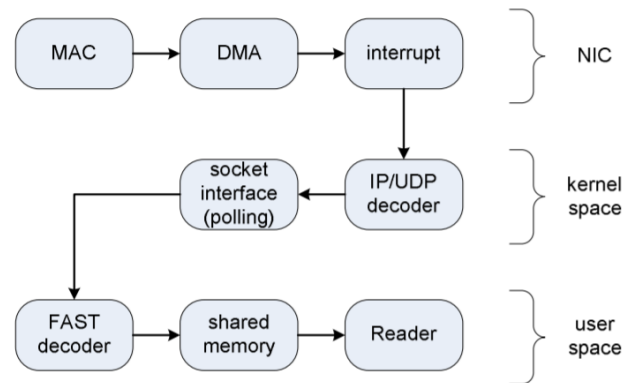 MAC
DMA
interrupt
NIC
socket
interface
(polling)
IP/UDP
decoder
kernel
space
FAST
decoder
shared
memory
Reader
user
space